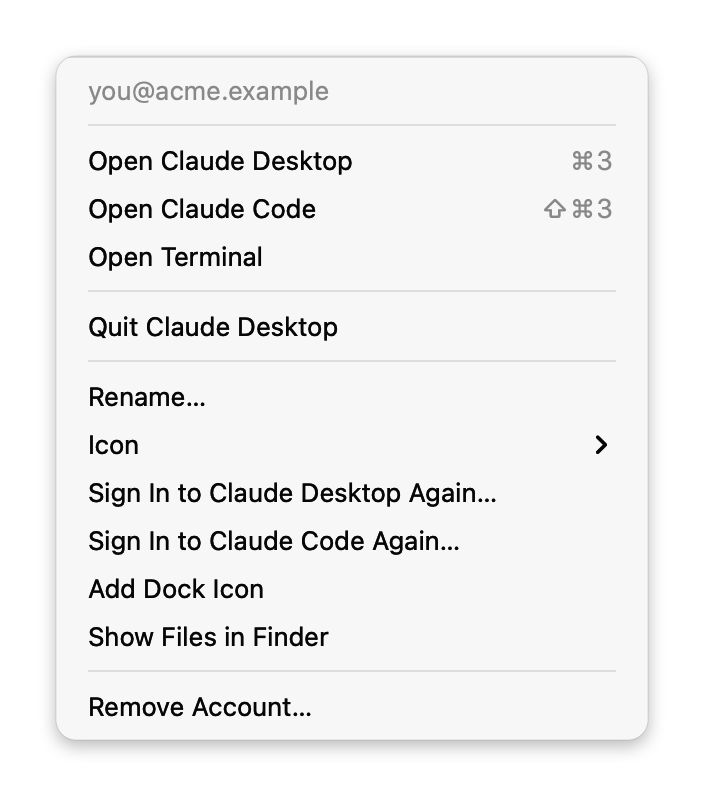 you@acme.example
Open Claude Desktop ⌘3
Open Claude Code ⇧⌘3
Open Terminal
Quit Claude Desktop
Rename...
Icon
Sign In to Claude Desktop Again...
Sign In to Claude Code Again...
Add Dock Icon
Show Files in Finder
Remove Account...